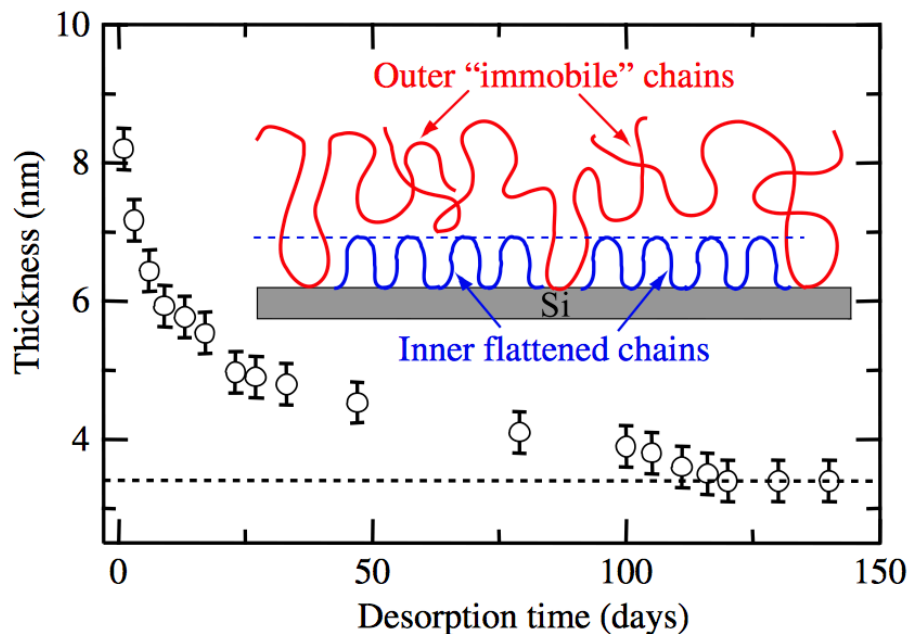 10
8
6
4
Thickness (nm)
Outer “immobile” chains
Si
Inner flattened chains
0
50
100
150
Desorption time (days)